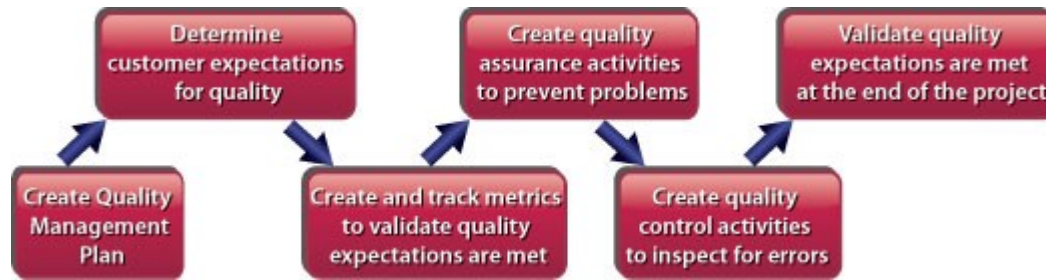 Create Quality
Management
Plan
Determine
customer expectations
for quality
Create and track metrics
to validate quality
expectations are met
Create quality
assurance activities
to prevent problems
Create quality
control activities
to inspect for errors
Validate quality
expectations are met
at the end of the project